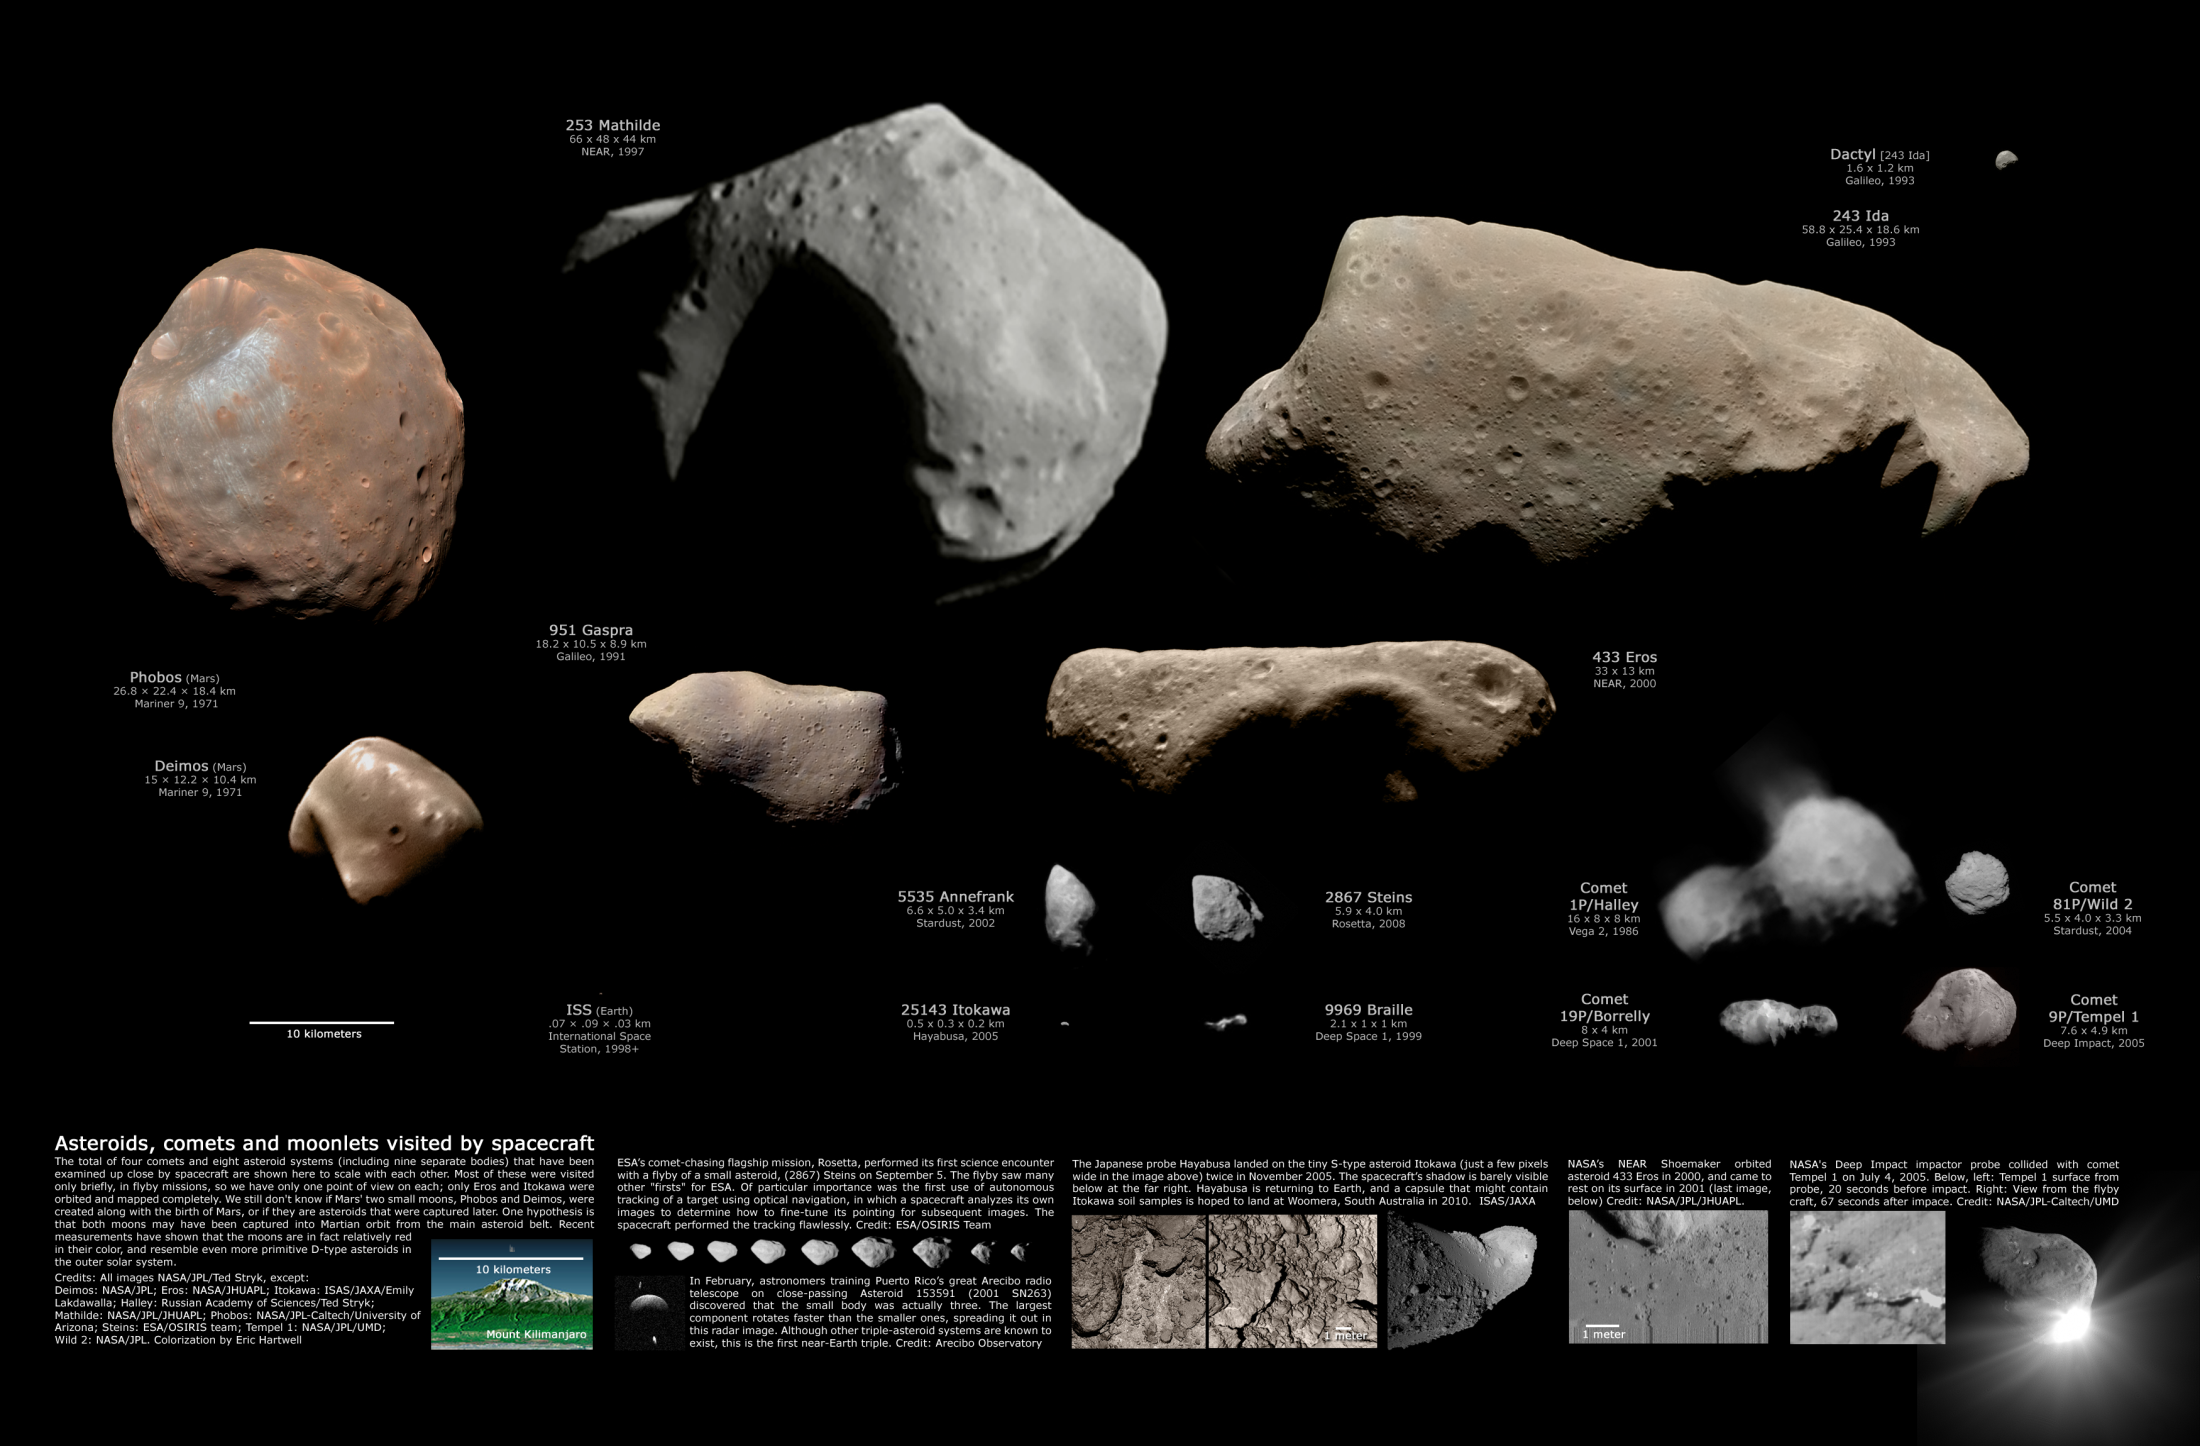 253 Mathilde
66 x 48 x 44 km
NEAR, 1997
Dactyl [243 Ida]
1.6 x 1.2 km
Galileo, 1993
243 Ida
58.8 x 25.4 x 18.6 km
Galileo, 1993
951 Gaspra
18.2 x 10.5 x 8.9 km
Galileo, 1991
433 Eros
33 x 13 km
NEAR, 2000
Phobos (Mars)
26.8 × 22.4 × 18.4 km
Mariner 9, 1971
Deimos (Mars)
15 × 12.2 × 10.4 km
Mariner 9, 1971
5535 Annefrank
6.6 x 5.0 x 3.4 km
Stardust, 2002
2867 Steins
5.9 x 4.0 km
Rosetta, 2008
Comet
1P/Halley
16 x 8 x 8 km
Vega 2, 1986
Comet
81P/Wild 2
5.5 x 4.0 x 3.3 km
Stardust, 2004
10 kilometers
ISS (Earth)
.07 × .09 × .03 km
International Space
Station, 1998+
25143 Itokawa
0.5 x 0.3 x 0.2 km
Hayabusa, 2005
9969 Braille
2.1 x 1 x 1 km
Deep Space 1, 1999
Comet
19P/Borrelly
8 x 4 km
Deep Space 1, 2001
Comet
9P/Tempel 1
7.6 x 4.9 km
Deep Impact, 2005
Asteroids, comets and moonlets visited by spacecraft
The total of four comets and eight asteroid systems (including nine separate bodies) that have been
examined up close by spacecraft are shown here to scale with each other. Most of these were visited
only briefly, in flyby missions, so we have only one point of view on each; only Eros and Itokawa were
orbited and mapped completely. We still don't know if Mars' two small moons, Phobos and Deimos, were
created along with the birth of Mars, or if they are asteroids that were captured later. One hypothesis is
that both moons may have been captured into Martian orbit from the main asteroid belt. Recent
measurements have shown that the moons are in fact relatively red
in their color, and resemble even more primitive D-type asteroids in
the outer solar system.
Credits: All images NASA/JPL/Ted Stryk, except:
Deimos: NASA/JPL; Eros: NASA/JHUAPL; Itokawa: ISAS/JAXA/Emily
Lakdawalla; Halley: Russian Academy of Sciences/Ted Stryk;
Mathilde: NASA/JPL/JHUAPL; Phobos: NASA/JPL-Caltech/University of
Arizona; Steins: ESA/OSIRIS team; Tempel 1: NASA/JPL/UMD;
Wild 2: NASA/JPL. Colorization by Eric Hartwell
10 kilometers
Mount Kilimanjaro
ESA's comet-chasing flagship mission, Rosetta, performed its first science encounter
with a flyby of a small asteroid, (2867) Steins on September 5. The flyby saw many
other "firsts" for ESA. Of particular importance was the first use of autonomous
tracking of a target using optical navigation, in which a spacecraft analyzes its own
images to determine how to fine-tune its pointing for subsequent images. The
spacecraft performed the tracking flawlessly. Credit: ESA/OSIRIS Team
In February, astronomers training Puerto Rico's great Arecibo radio
telescope on close-passing Asteroid 153591 (2001 SN263)
discovered that the small body was actually three. The largest
component rotates faster than the smaller ones, spreading it out in
this radar image. Although other triple-asteroid systems are known to
exist, this is the first near-Earth triple. Credit: Arecibo Observatory
The Japanese probe Hayabusa landed on the tiny S-type asteroid Itokawa (just a few pixels
wide in the image above) twice in November 2005. The spacecraft's shadow is barely visible
below at the far right. Hayabusa is returning to Earth, and a capsule that might contain
Itokawa soil samples is hoped to land at Woomera, South Australia in 2010. ISAS/JAXA
1 meter
NASA's NEAR Shoemaker orbited
asteroid 433 Eros in 2000, and came to
rest on its surface in 2001 (last image,
below) Credit: NASA/JPL/JHUAPL.
1 meter
NASA's Deep Impact impactor probe collided with comet
Tempel 1 on July 4, 2005. Below, left: Tempel 1 surface from
probe, 20 seconds before impact. Right: View from the flyby
craft, 67 seconds after impace. Credit: NASA/JPL-Caltech/UMD